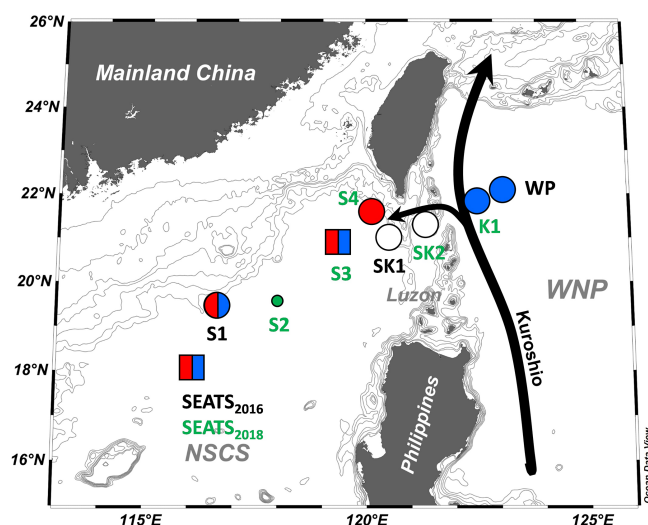 26°N
Mainland China
24°N
22°N
S4
WP
K1
S3
SK1
SK2
20°N
Luzon
WNP
S1
S2
Kuroshio
18°N
SEATS2016
SEATS2018
NSCS
Philippines
16°N
Ocean Data View
115°E
120°E
125°E